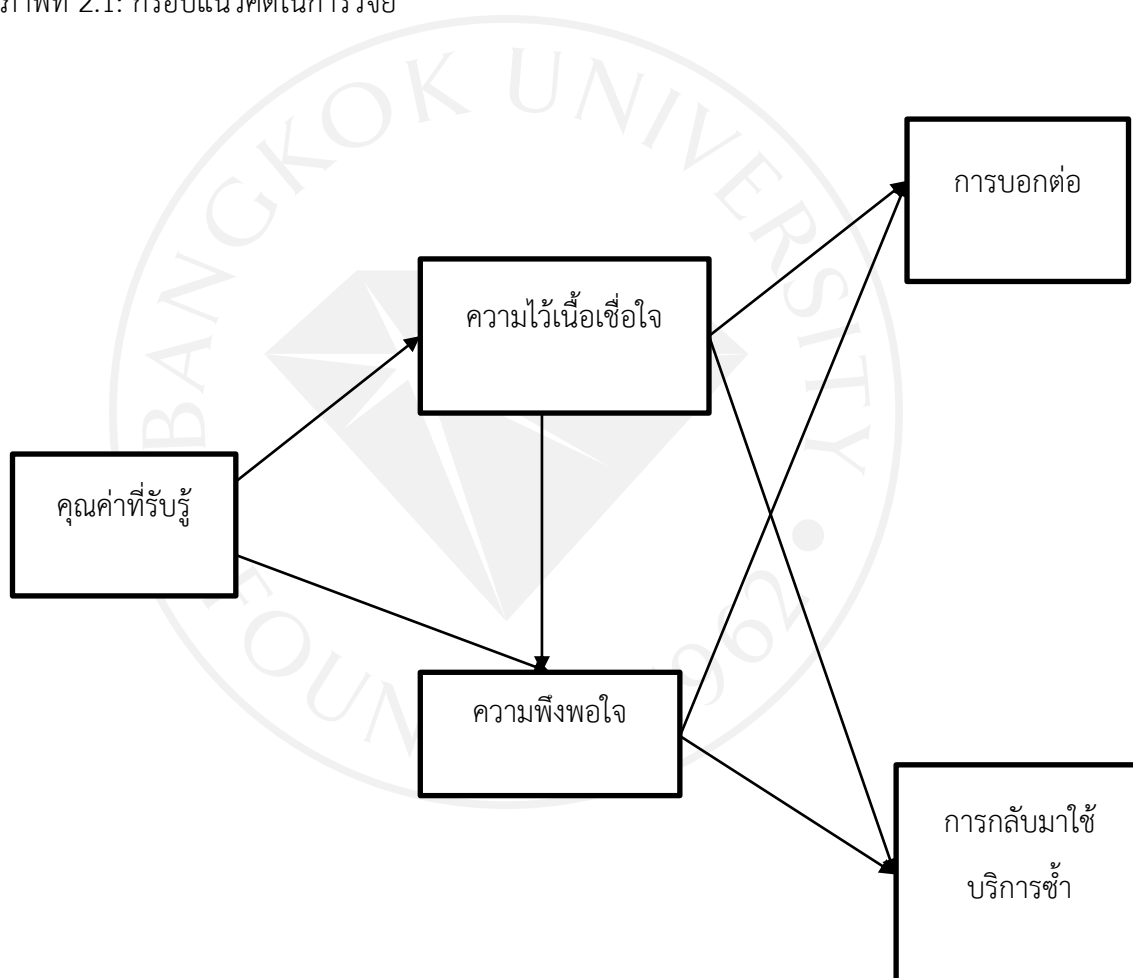 ภาพที่ 2.1: กรอบแนวคิดในการวิจัย
BANGKOK UNIVERSITY
การบอกต่อ
ความไว้เนื้อเชื่อใจ
คุณค่าที่รับรู้
ความพึงพอใจ
การกลับมาใช้
บริการซ้ำ